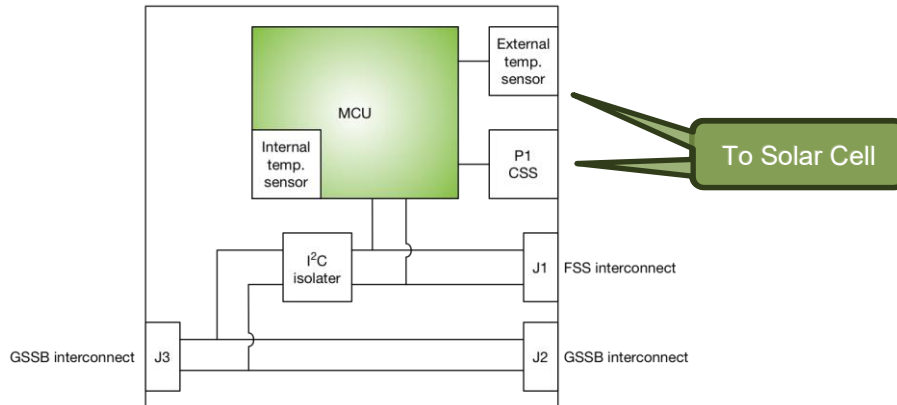 External
temp.
sensor
MCU
Internal
temp.
sensor
P1
CSS
To Solar Cell
I²C
isolater
J1
FSS interconnect
GSSB interconnect
J3
J2
GSSB interconnect